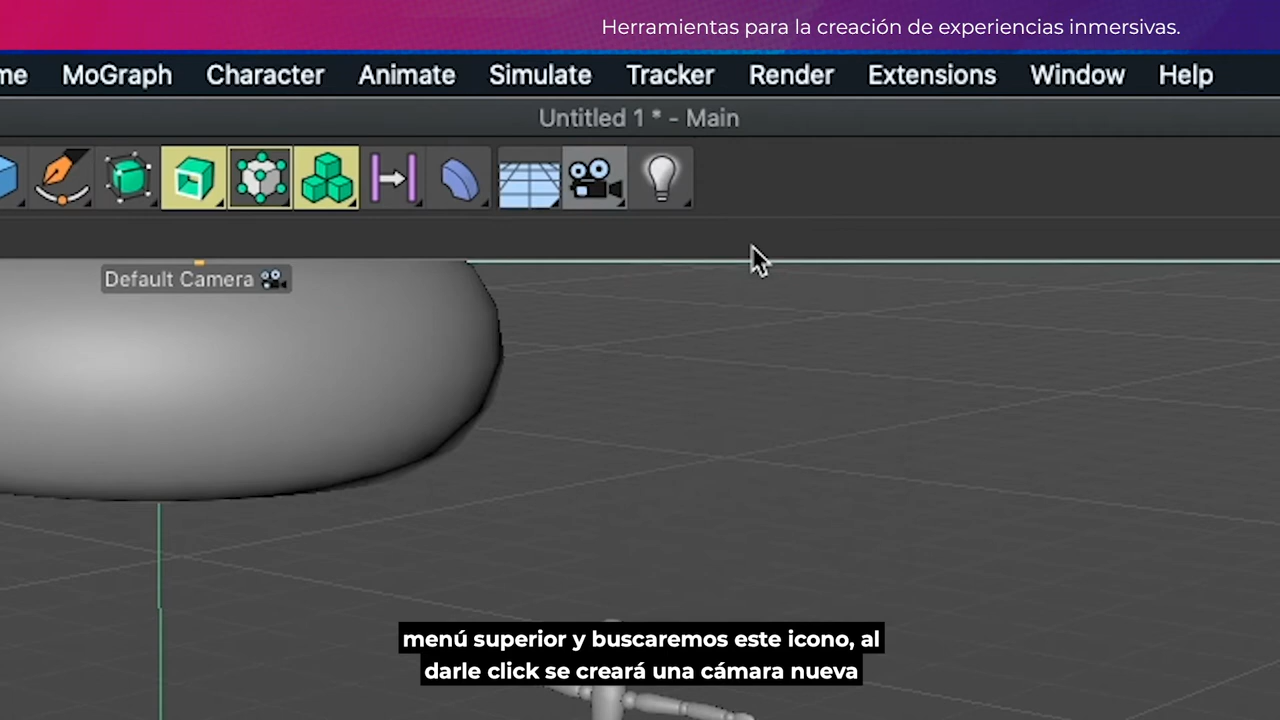 Herramientas para la creación de experiencias inmersivas.
me MoGraph Character Animate Simulate Tracker Render Extensions Window Help
Untitled 1 * - Main
Default Camera
menú superior y buscaremos este icono, al
darle click se creará una cámara nueva